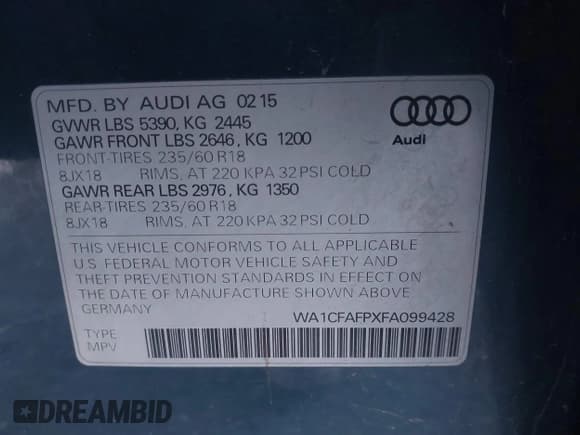 MFD. BY AUDI AG 02 15
GVWR LBS 5390, KG 2445
GAWR FRONT LBS 2646, KG 1200
FRONT-TIRES 235/60 R18
8JX18 RIMS, AT 220 KPA 32 PSI COLD
GAWR REAR LBS 2976, KG 1350
REAR-TIRES 235/60 R18
8JX18 RIMS, AT 220 KPA 32 PSI COLD
Audi
THIS VEHICLE CONFORMS TO ALL APPLICABLE
U.S. FEDERAL MOTOR VEHICLE SAFETY AND
THEFT PREVENTION STANDARDS IN EFFECT ON
THE DATE OF MANUFACTURE SHOWN ABOVE
GERMANY
WA1CFAFPXFA099428
TYPE
MPV
DREAMBID